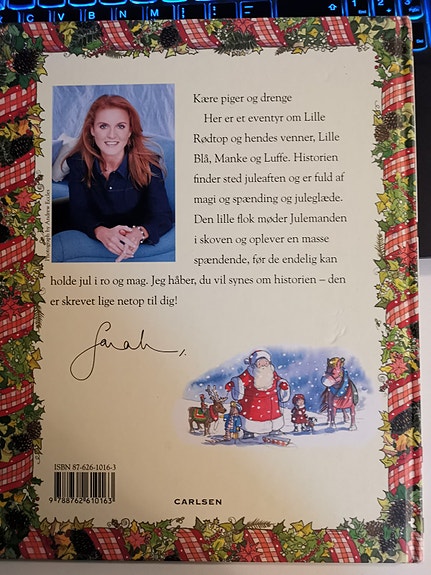 Kære piger og drenge
Her er et eventyr om Lille
Rødtop og hendes venner, Lille
Blå, Manke og Luffe. Historien
finder sted juleaften og er fuld af
magi og spænding og juleglæde.
Den lille flok møder Julemanden
i skoven og oplever en masse
spændende, før de endelig kan
holde jul i ro og mag. Jeg håber, du vil synes om historien – den
er skrevet lige netop til dig!
Photograph by Andrew Eccles
Sarah
ISBN 87-626-1016-3
9 788762 610163
CARLSEN